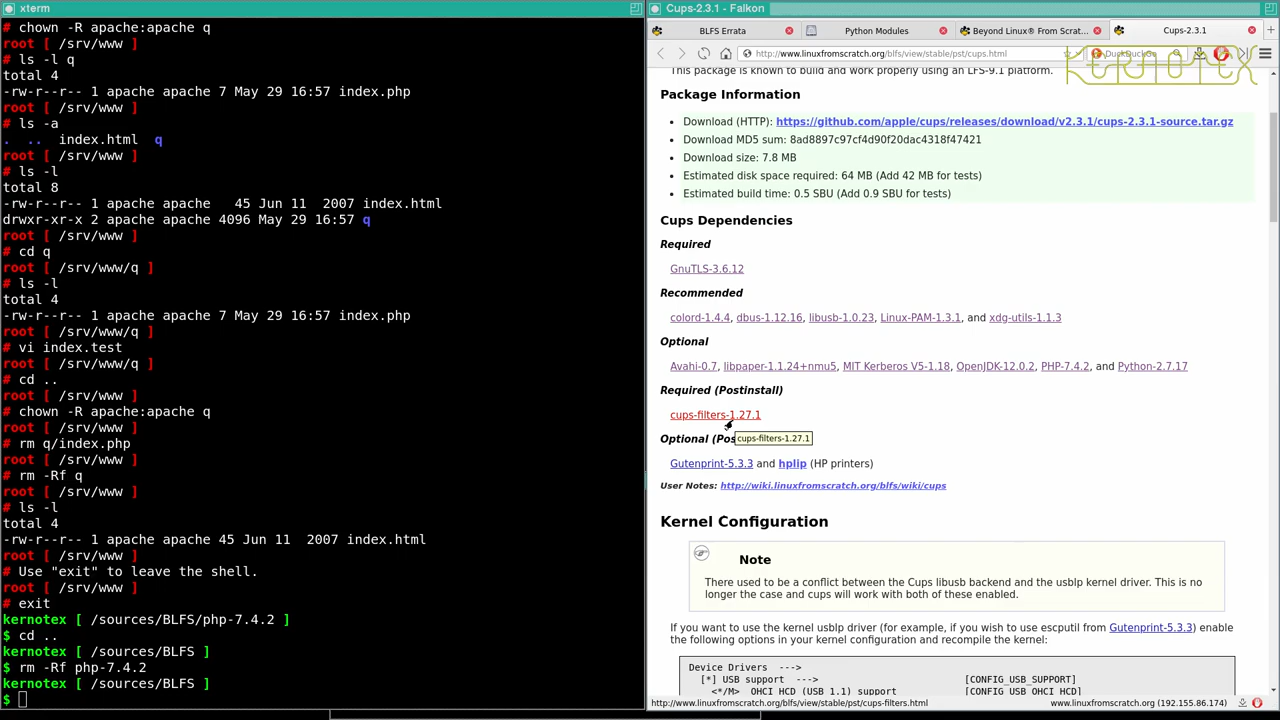 xterm
# chown -R apache:apache q
root [ /srv/www ]
# ls -l q
total 4
-rw-r--r-- 1 apache apache 7 May 29 16:57 index.php
root [ /srv/www ]
# ls -a
.  ..  index.html  q
root [ /srv/www ]
# ls -l
total 8
-rw-r--r-- 1 apache apache   45 Jun 11  2007 index.html
drwxr-xr-x 2 apache apache 4096 May 29 16:57 q
root [ /srv/www ]
# cd q
root [ /srv/www/q ]
# ls -l
total 4
-rw-r--r-- 1 apache apache 7 May 29 16:57 index.php
root [ /srv/www/q ]
# vi index.test
root [ /srv/www/q ]
# cd ..
root [ /srv/www ]
# chown -R apache:apache q
root [ /srv/www ]
# rm q/index.php
root [ /srv/www ]
# rm -Rf q
root [ /srv/www ]
# ls -l
total 4
-rw-r--r-- 1 apache apache 45 Jun 11  2007 index.html
root [ /srv/www ]
# Use "exit" to leave the shell.
root [ /srv/www ]
# exit
kernotex [ /sources/BLFS/php-7.4.2 ]
$ cd ..
kernotex [ /sources/BLFS ]
$ rm -Rf php-7.4.2
kernotex [ /sources/BLFS ]
$
Cups-2.3.1 - Falkon
BLFS Errata
Python Modules
Beyond Linux® From Scrat...
Cups-2.3.1
http://www.linuxfromscratch.org/blfs/view/stable/pst/cups.html
DuckDuckGo
KERNOTEX
This package is known to build and work properly using an LFS-9.1 platform.
Package Information
• Download (HTTP): https://github.com/apple/cups/releases/download/v2.3.1/cups-2.3.1-source.tar.gz
• Download MD5 sum: 8ad8897c97cf4d90f20dac4318f47421
• Download size: 7.8 MB
• Estimated disk space required: 64 MB (Add 42 MB for tests)
• Estimated build time: 0.5 SBU (Add 0.9 SBU for tests)
Cups Dependencies
Required
GnuTLS-3.6.12
Recommended
colord-1.4.4, dbus-1.12.16, libusb-1.0.23, Linux-PAM-1.3.1, and xdg-utils-1.1.3
Optional
Avahi-0.7, libpaper-1.1.24+nmu5, MIT Kerberos V5-1.18, OpenJDK-12.0.2, PHP-7.4.2, and Python-2.7.17
Required (Postinstall)
cups-filters-1.27.1
Optional (Pos
cups-filters-1.27.1
Gutenprint-5.3.3 and hplip (HP printers)
User Notes: http://wiki.linuxfromscratch.org/blfs/wiki/cups
Kernel Configuration
Note
There used to be a conflict between the Cups libusb backend and the usblp kernel driver. This is no
longer the case and cups will work with both of these enabled.
If you want to use the kernel usblp driver (for example, if you wish to use escputil from Gutenprint-5.3.3) enable
the following options in your kernel configuration and recompile the kernel:
Device Drivers  --->
[*] USB support  --->                          [CONFIG_USB_SUPPORT]
<*/M>  OHCI HCD (USB 1.1) support            [CONFIG_USB_OHCI_HCD]
http://www.linuxfromscratch.org/blfs/view/stable/pst/cups-filters.html
www.linuxfromscratch.org (192.155.86.174)